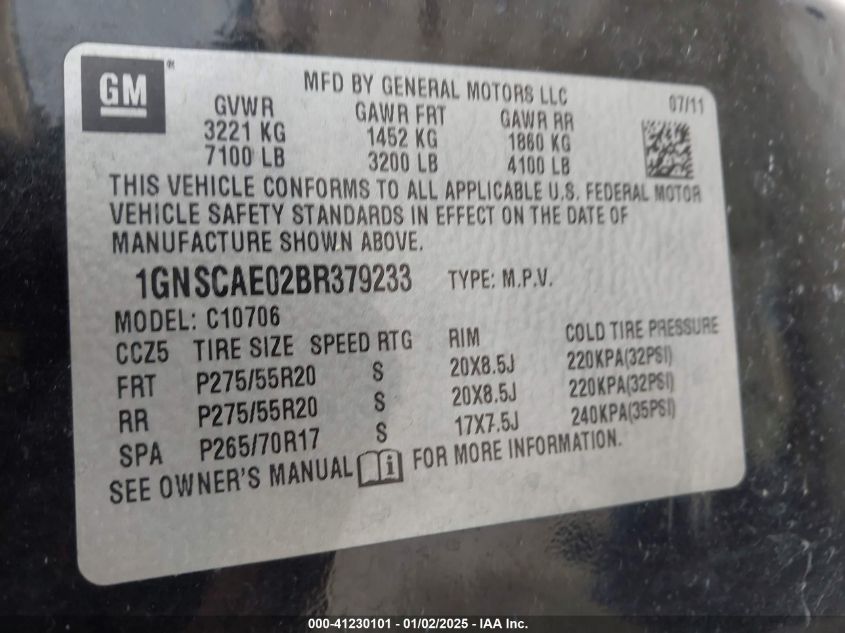 GM®
MFD BY GENERAL MOTORS LLC 07/11
GVWR GAWR FRT GAWR RR
3221 KG 1452 KG 1860 KG
7100 LB 3200 LB 4100 LB
THIS VEHICLE CONFORMS TO ALL APPLICABLE U.S. FEDERAL MOTOR
VEHICLE SAFETY STANDARDS IN EFFECT ON THE DATE OF
MANUFACTURE SHOWN ABOVE.
1GNSCAE02BR379233 TYPE: M.P.V.
MODEL: C10706
CCZ5 TIRE SIZE SPEED RTG RIM COLD TIRE PRESSURE
FRT P275/55R20 S 20X8.5J 220KPA(32PSI)
RR P275/55R20 S 20X8.5J 220KPA(32PSI)
SPA P265/70R17 S 17X7.5J 240KPA(35PSI)
SEE OWNER'S MANUAL i FOR MORE INFORMATION.
000-41230101 - 01/02/2025 - IAA Inc.